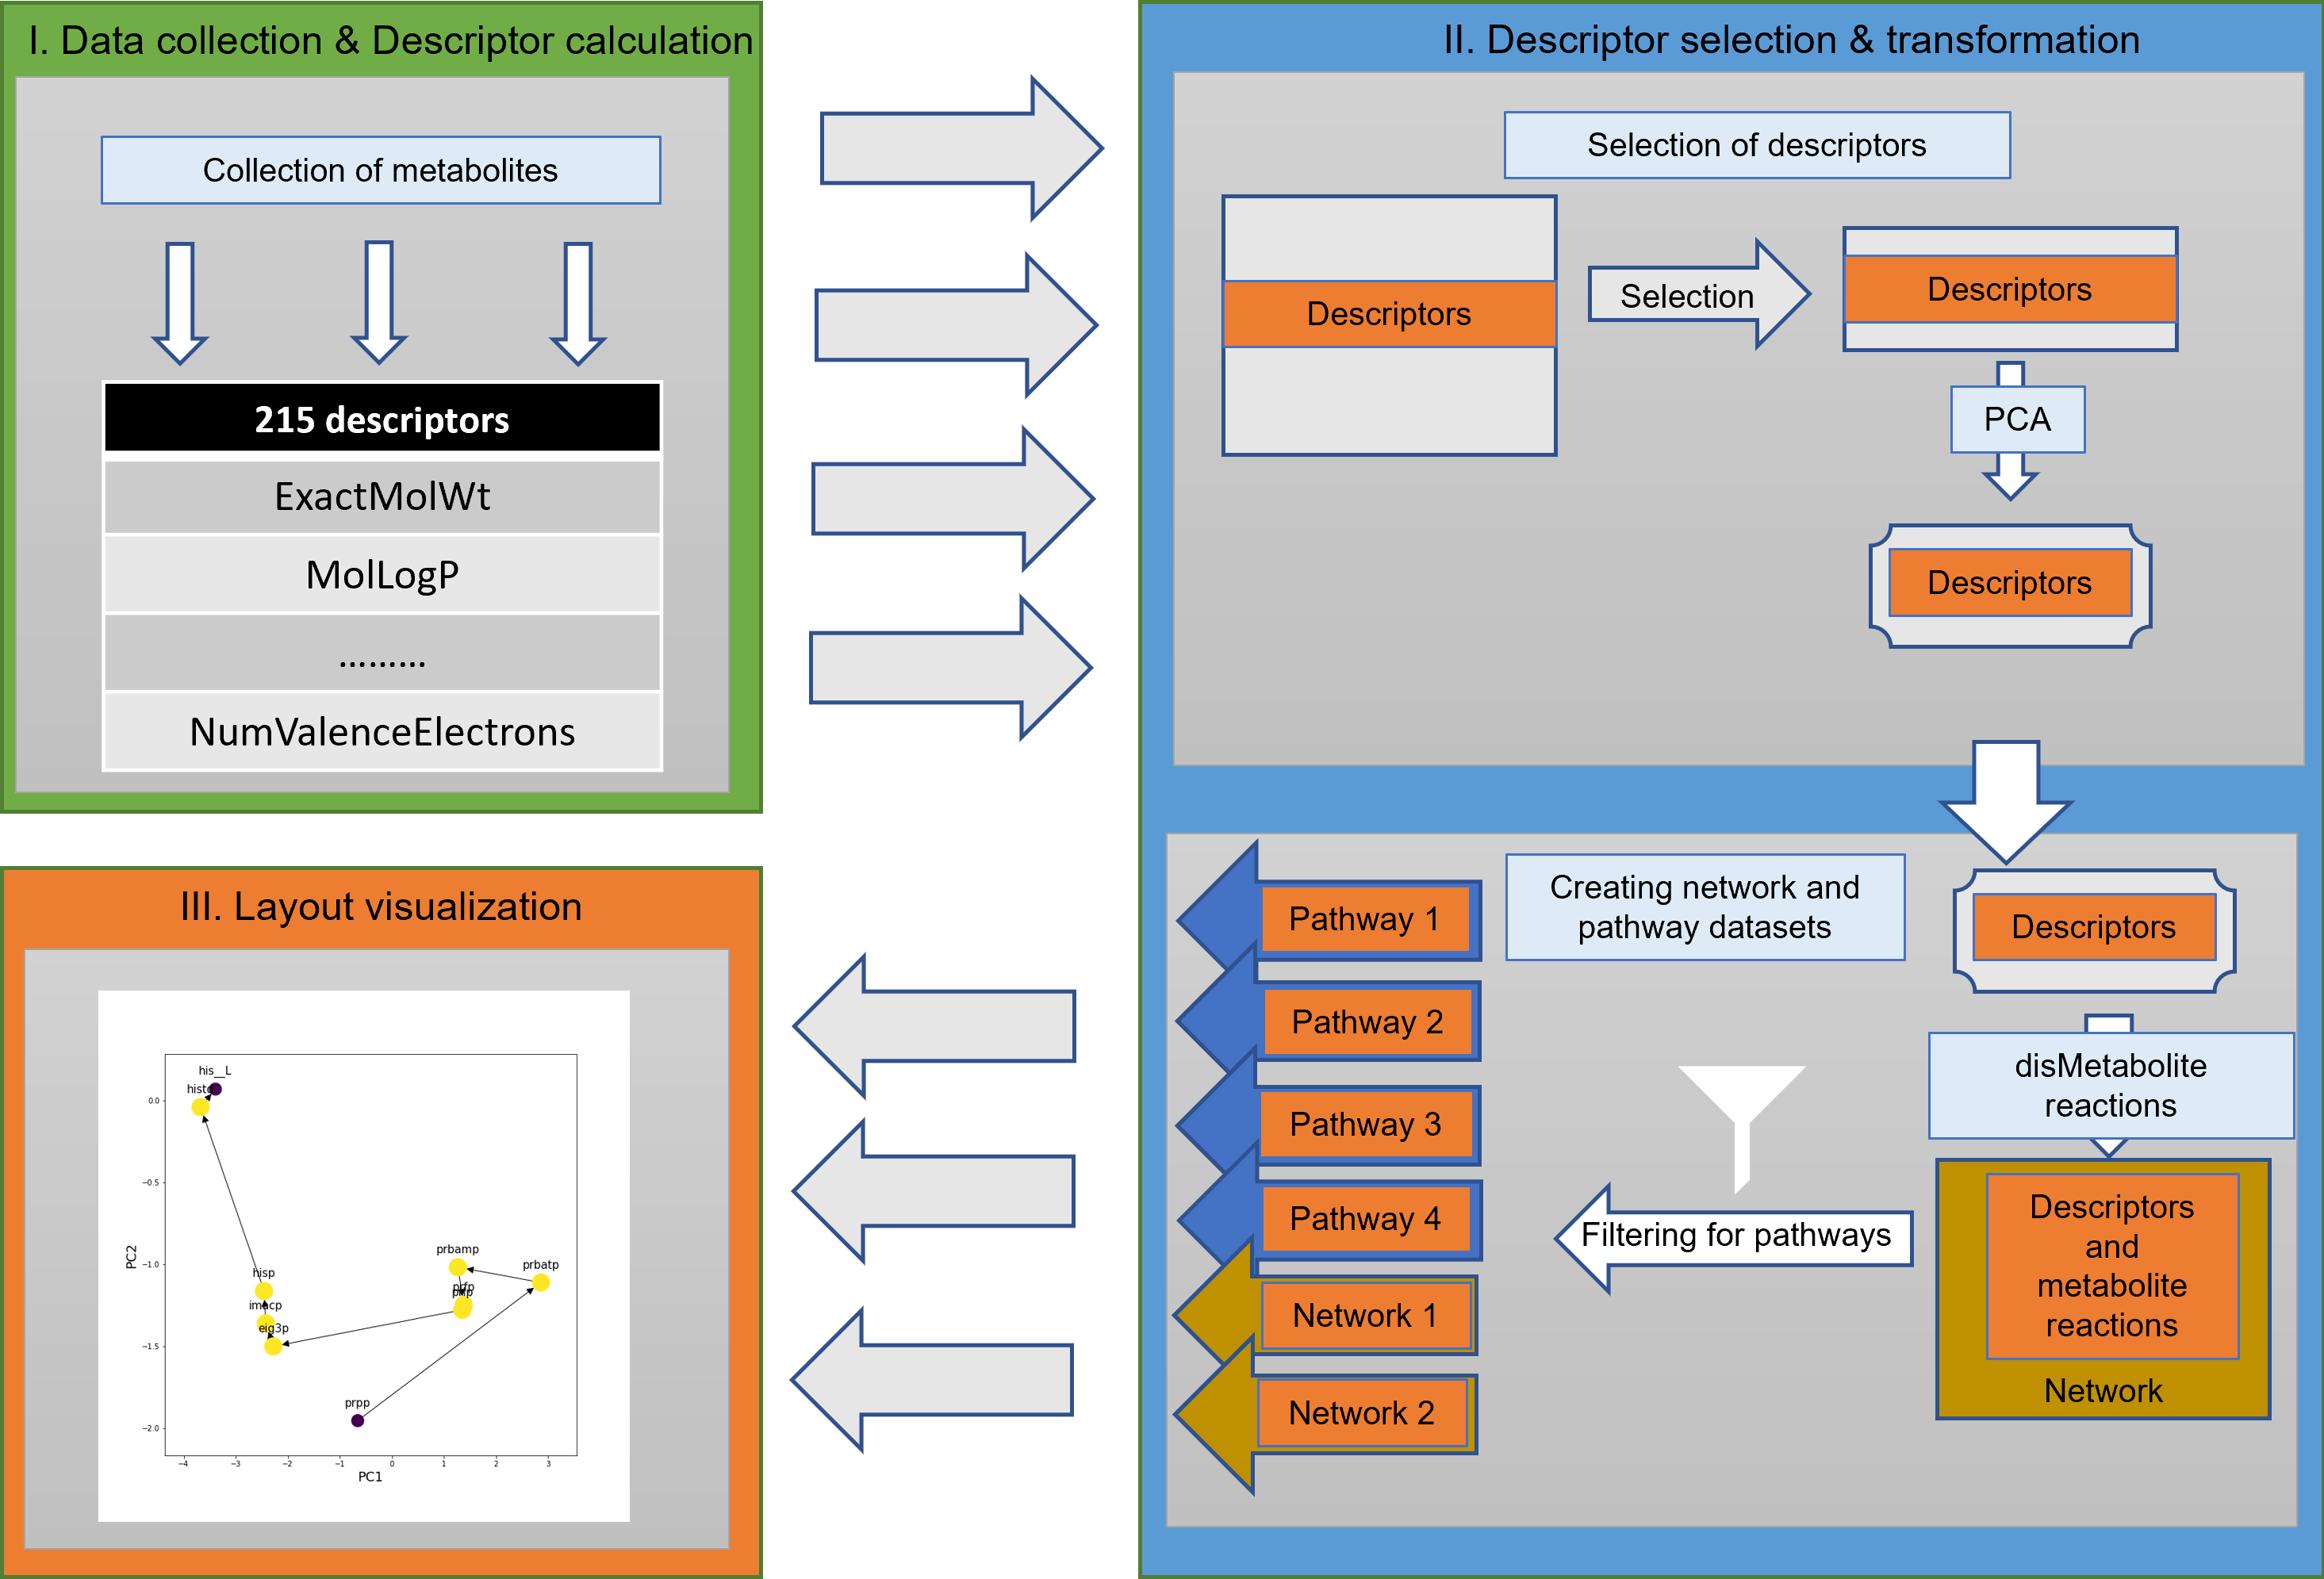 I. Data collection & Descriptor calculation
Collection of metabolites
215 descriptors
ExactMolWt
MolLogP
.........
NumValenceElectrons
II. Descriptor selection & transformation
Selection of descriptors
Descriptors
Selection
Descriptors
PCA
Descriptors
Creating network and
pathway datasets
Descriptors
disMetabolite
reactions
Descriptors
and
metabolite
reactions
Network
Filtering for pathways
Pathway 1
Pathway 2
Pathway 3
Pathway 4
Network 1
Network 2
III. Layout visualization
his__L
hisp
prbamp
prbatp
eig3p
prpp
0.0
−0.5
−1.0
−1.5
−2.0
PC2
−4
−3
−2
−1
0
1
2
3
PC1